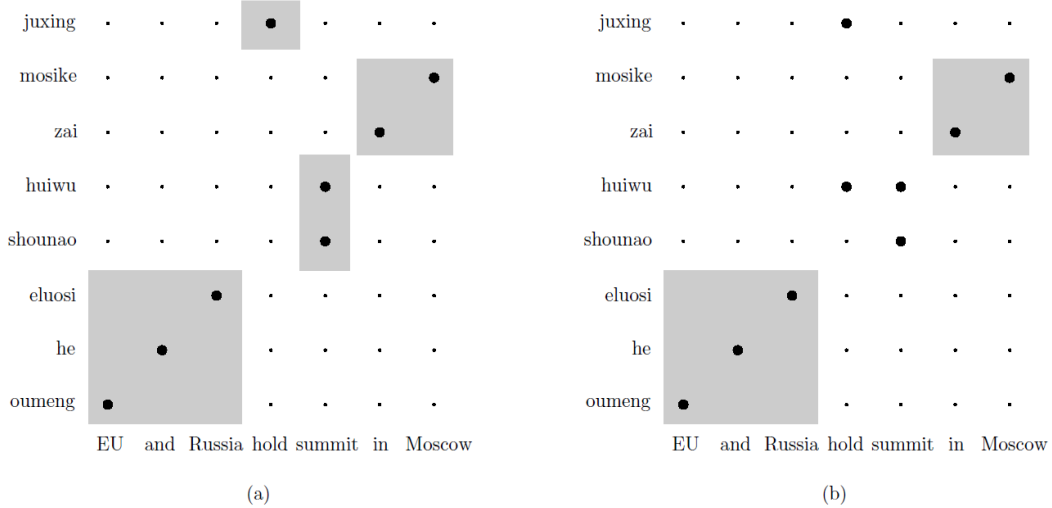 juxing
mosike
zai
huiwu
shounao
eluosi
he
oumeng
EU and Russia hold summit in Moscow
(a)
juxing
mosike
zai
huiwu
shounao
eluosi
he
oumeng
EU and Russia hold summit in Moscow
(b)